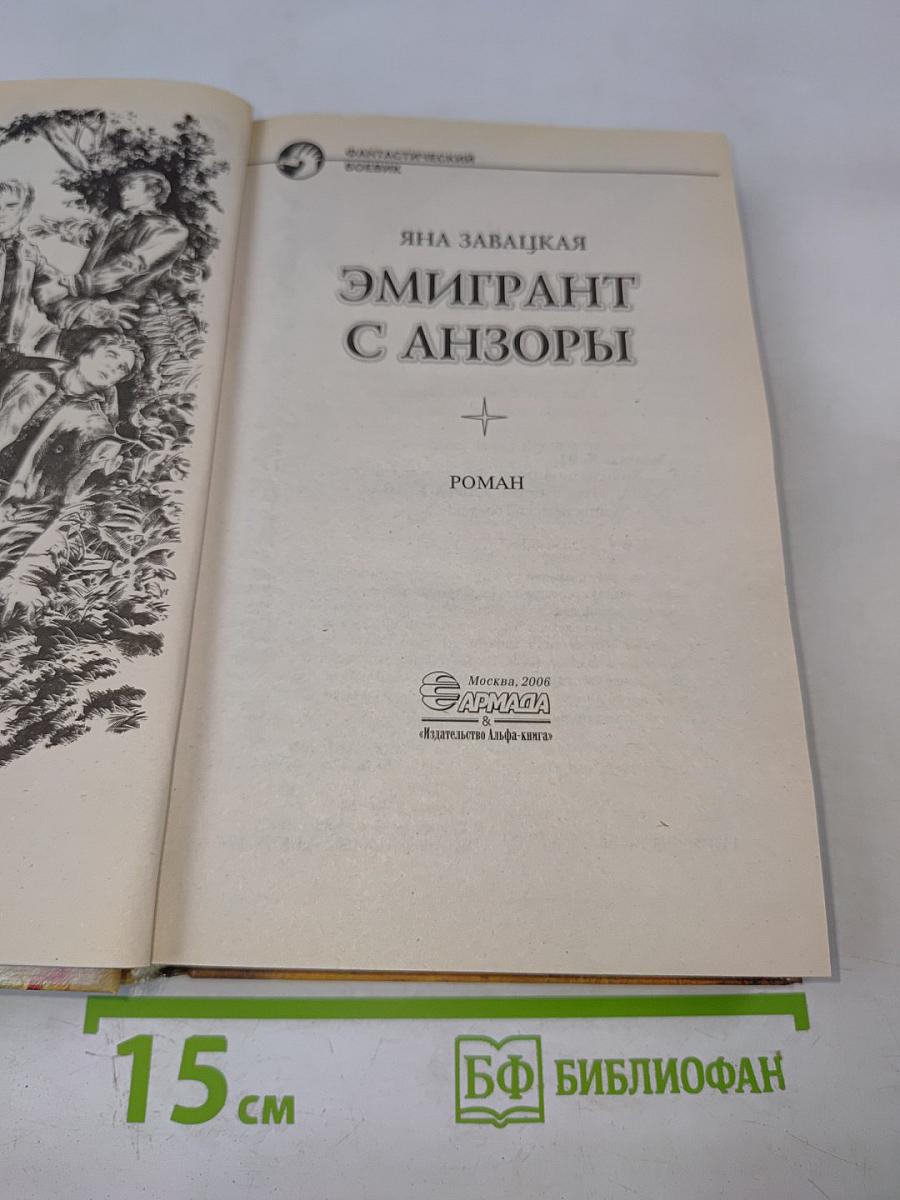 ФАНТАСТИЧЕСКИЙ
БОЕВИК
ЯНА ЗАВАЦКАЯ
ЭМИГРАНТ
С АНЗОРЫ
РОМАН
Москва, 2006
АРМАДА
&
«Издательство Альфа-книга»
15 см
БФ БИБЛИОФАН